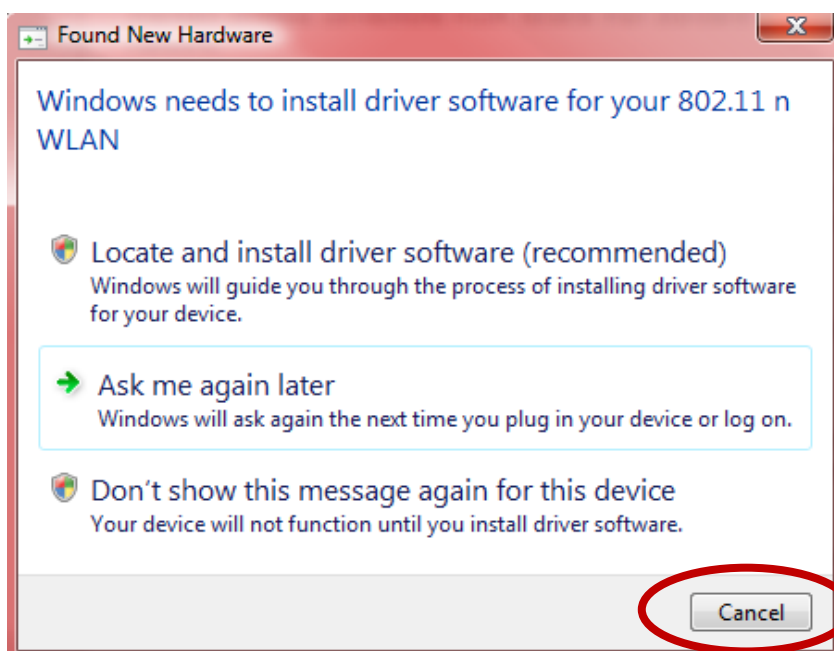 Found New Hardware
Windows needs to install driver software for your 802.11 n
WLAN
Locate and install driver software (recommended)
Windows will guide you through the process of installing driver software
for your device.
Ask me again later
Windows will ask again the next time you plug in your device or log on.
Don't show this message again for this device
Your device will not function until you install driver software.
Cancel